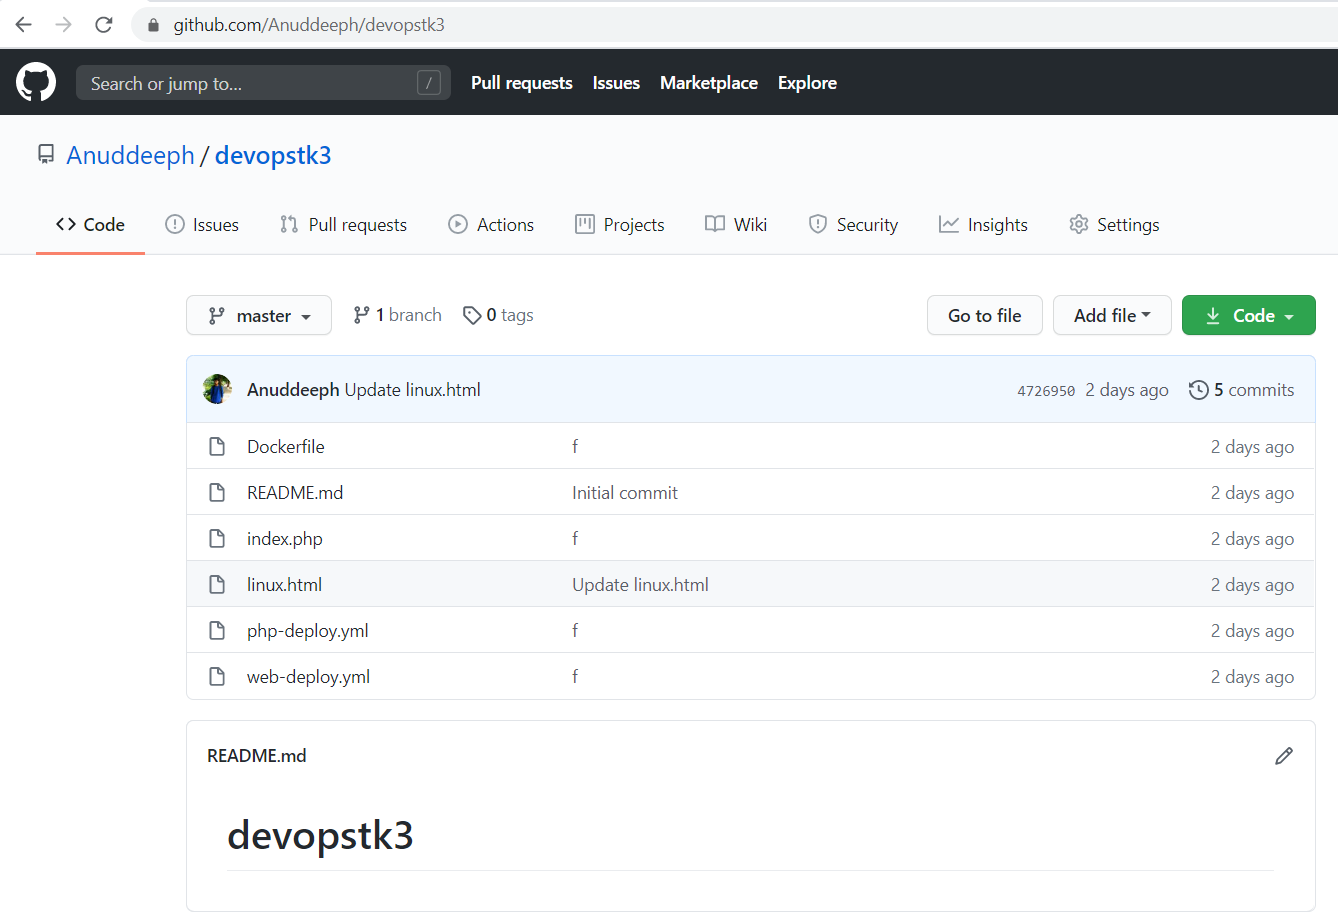 github.com/Anuddeeph/devopstk3
Search or jump to... / Pull requests Issues Marketplace Explore
Anuddeeph / devopstk3
Code Issues Pull requests Actions Projects Wiki Security Insights Settings
master 1 branch 0 tags Go to file Add file Code
Anuddeeph Update linux.html 4726950 2 days ago 5 commits
Dockerfile f 2 days ago
README.md Initial commit 2 days ago
index.php f 2 days ago
linux.html Update linux.html 2 days ago
php-deploy.yml f 2 days ago
web-deploy.yml f 2 days ago
README.md
devopstk3